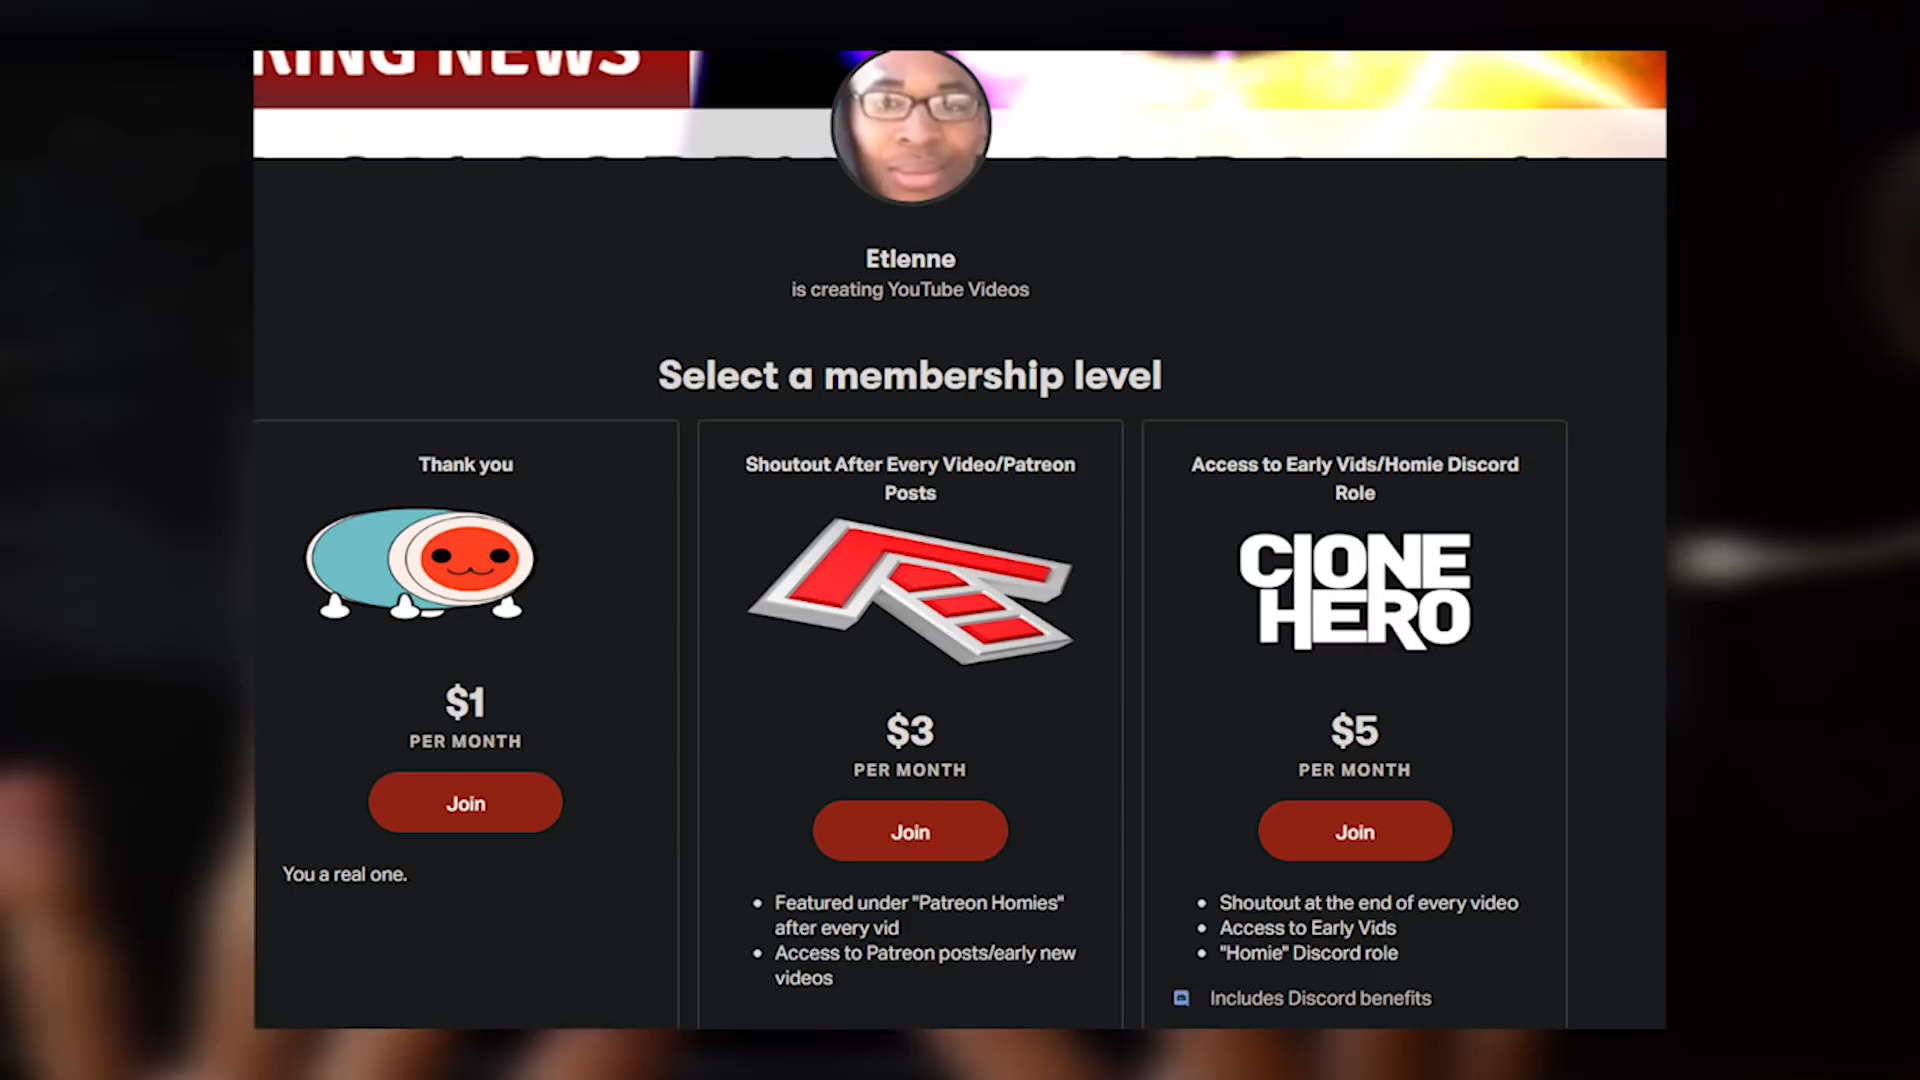 KING NEWS
Etienne
is creating YouTube Videos
Select a membership level
Thank you
$1
PER MONTH
Join
You a real one.
Shoutout After Every Video/Patreon
Posts
$3
PER MONTH
Join
• Featured under "Patreon Homies"
after every vid
• Access to Patreon posts/early new
videos
Access to Early Vids/Homie Discord
Role
CLONE
HERO
$5
PER MONTH
Join
• Shoutout at the end of every video
• Access to Early Vids
• "Homie" Discord role
Includes Discord benefits